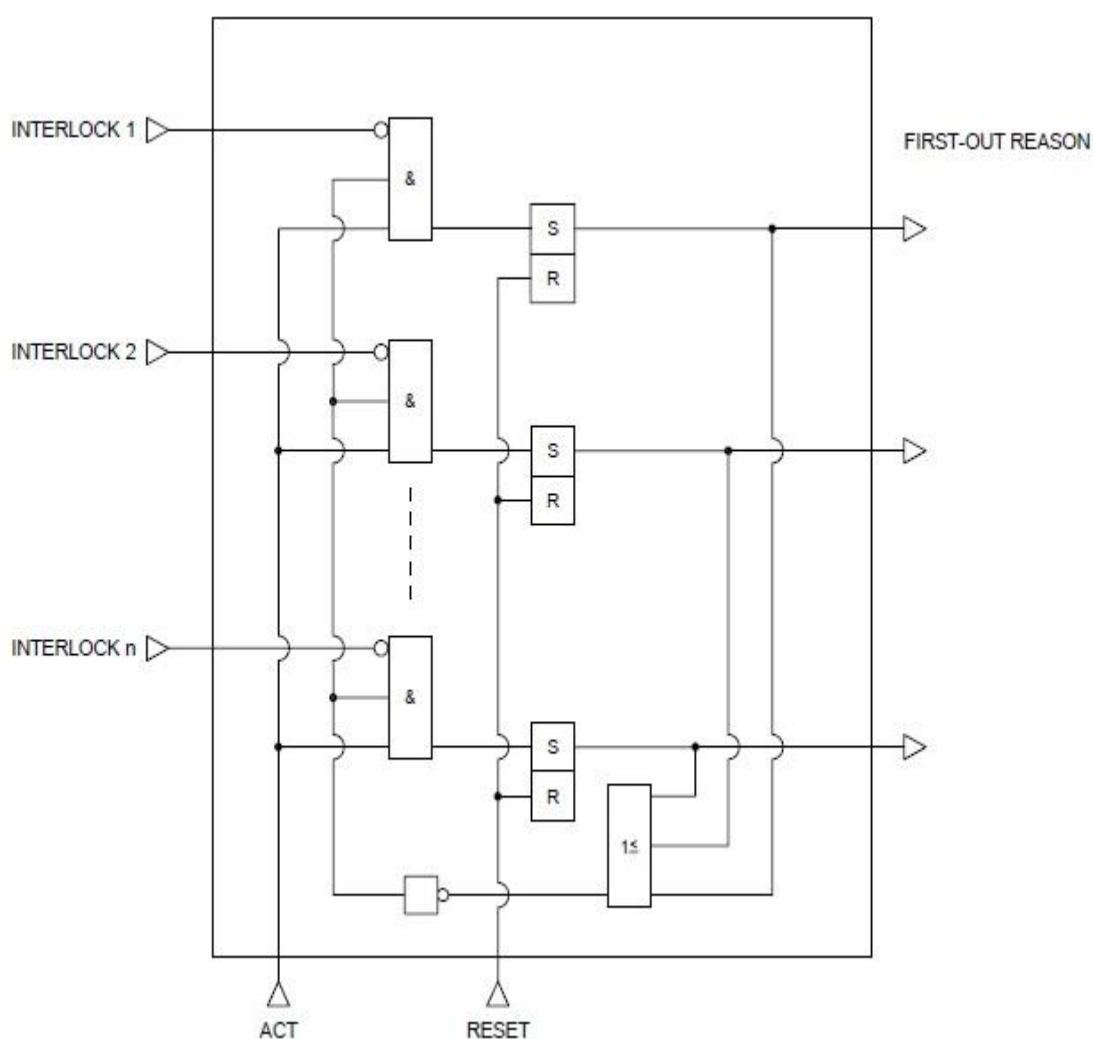 INTERLOCK 1
FIRST-OUT REASON
&
S
R
INTERLOCK 2
&
S
R
INTERLOCK n
&
S
R
1≤
ACT
RESET